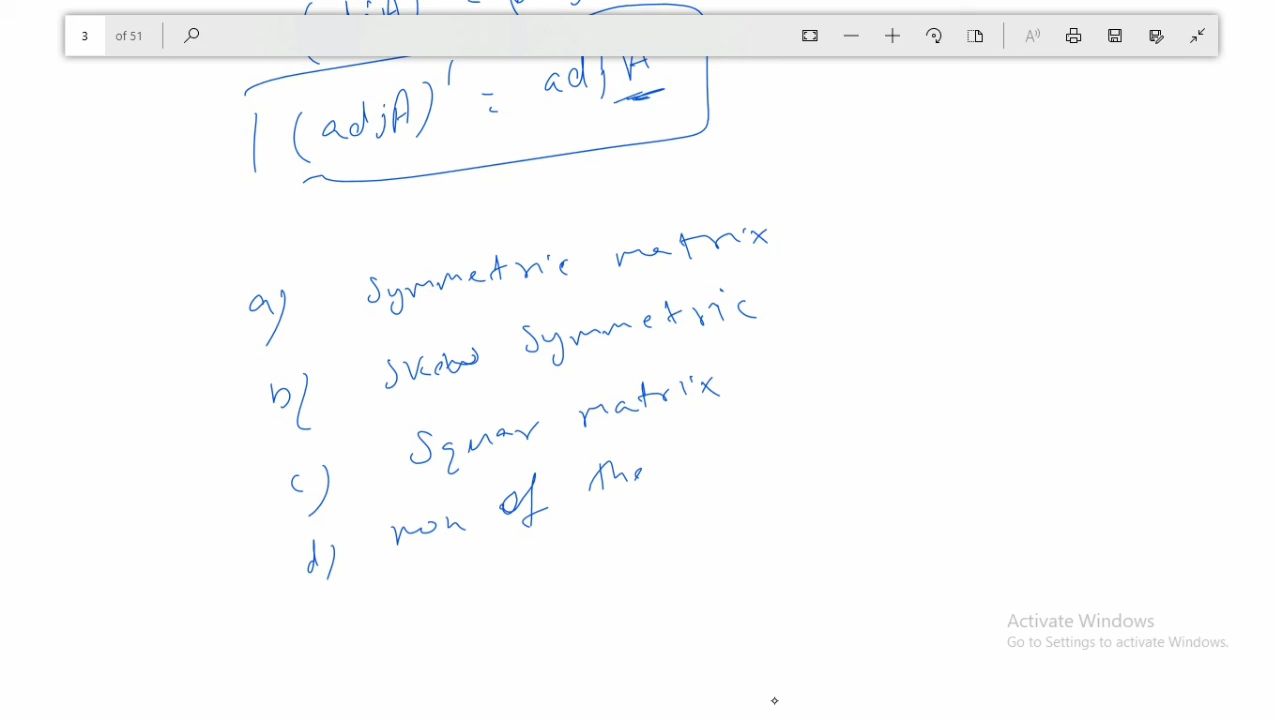 3 of 51
(adjA)' = adj A
a) Symmetric matrix
b) Skew Symmetric
c) Squar matrix
d) non of the
Activate Windows
Go to Settings to activate Windows.